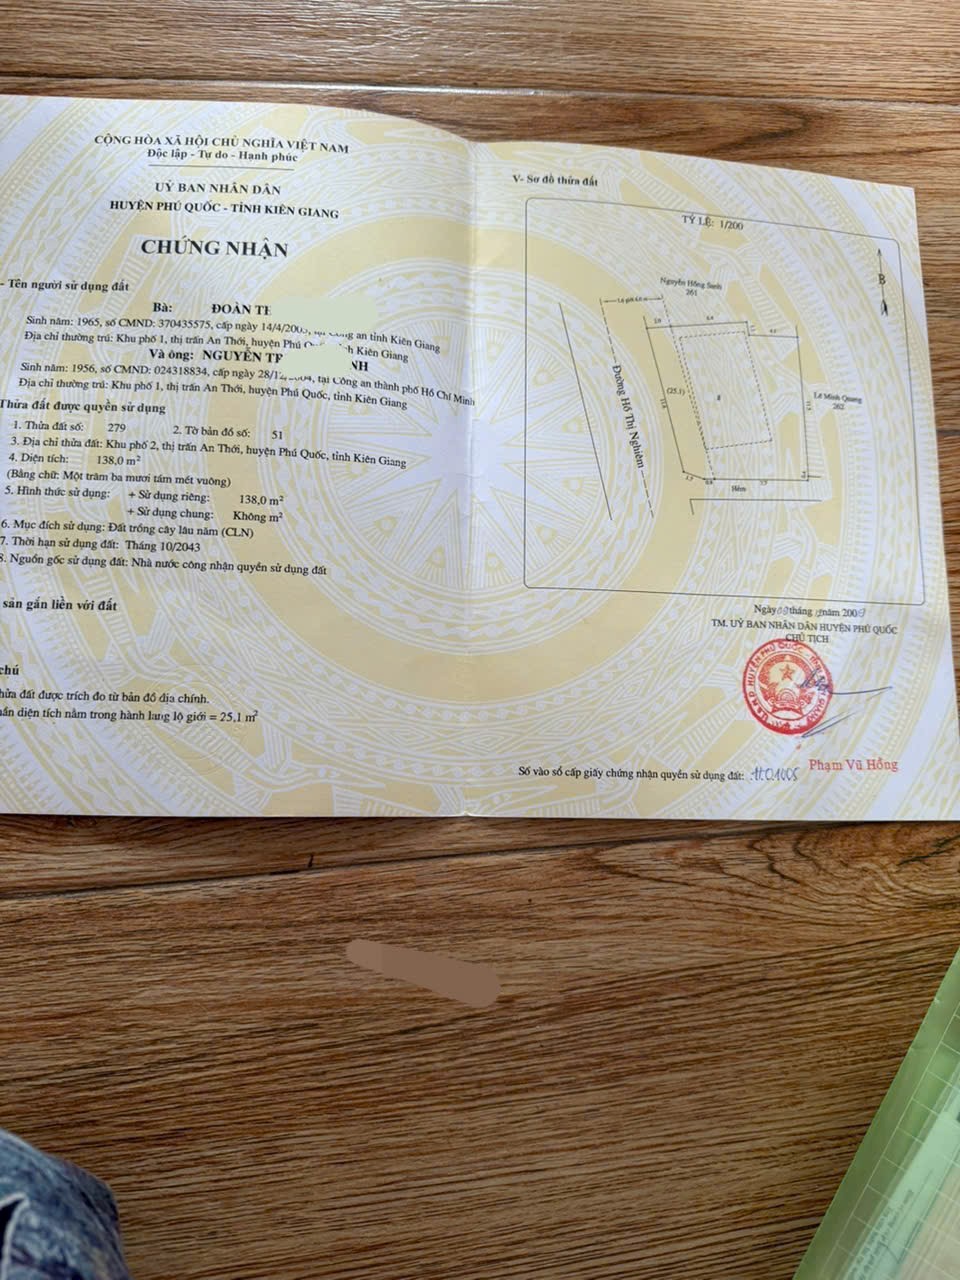 CỘNG HÒA XÃ HỘI CHỦ NGHĨA VIỆT NAM
Độc lập - Tự do - Hạnh phúc
UỶ BAN NHÂN DÂN
HUYỆN PHÚ QUỐC - TỈNH KIÊN GIANG
CHỨNG NHẬN
- Tên người sử dụng đất
Bà: ĐOÀN
Sinh năm: 1965, số CMND: 370435575, cấp ngày 14/4/200 an tỉnh Kiên Giang
Địa chỉ thường trú: Khu phố 1, thị trấn An Thới, huyện Phú Kiên Giang
Và ông: NGUYỄN
Sinh năm: 1956, số CMND: 024318834, cấp ngày 28/12/2004, tại Công an thành phố Hồ Chí Minh
Địa chỉ thường trú: Khu phố 1, thị trấn An Thới, huyện Phú Quốc, tỉnh Kiên Giang
Thửa đất được quyền sử dụng
1. Thửa đất số: 279 2. Tờ bản đồ số: 51
3. Địa chỉ thửa đất: Khu phố 2, thị trấn An Thới, huyện Phú Quốc, tỉnh Kiên Giang
4. Diện tích: 138,0 m²
(Bằng chữ: Một trăm ba mươi tám mét vuông)
5. Hình thức sử dụng: + Sử dụng riêng: 138,0 m²
+ Sử dụng chung: Không m²
6. Mục đích sử dụng: Đất trồng cây lâu năm (CLN)
7. Thời hạn sử dụng đất: Tháng 10/2043
8. Nguồn gốc sử dụng đất: Nhà nước công nhận quyền sử dụng đất
sản gắn liền với đất
chú
hửa đất được trích đo từ bản đồ địa chính.
ần diện tích nằm trong hành lang lộ giới = 25,1 m²
V- Sơ đồ thửa đất
TỶ LỆ: 1/200
B
Nguyễn Hồng Sanh
261
Đường Hồ Thị Nghiêm
(25.1)
Lê Minh Quang
262
Hẻm
Ngày tháng năm 200
TM. UỶ BAN NHÂN DÂN HUYỆN PHÚ QUỐC
CHỦ TỊCH
Phạm Vũ Hồng
Số vào sổ cấp giấy chứng nhận quyền sử dụng đất: